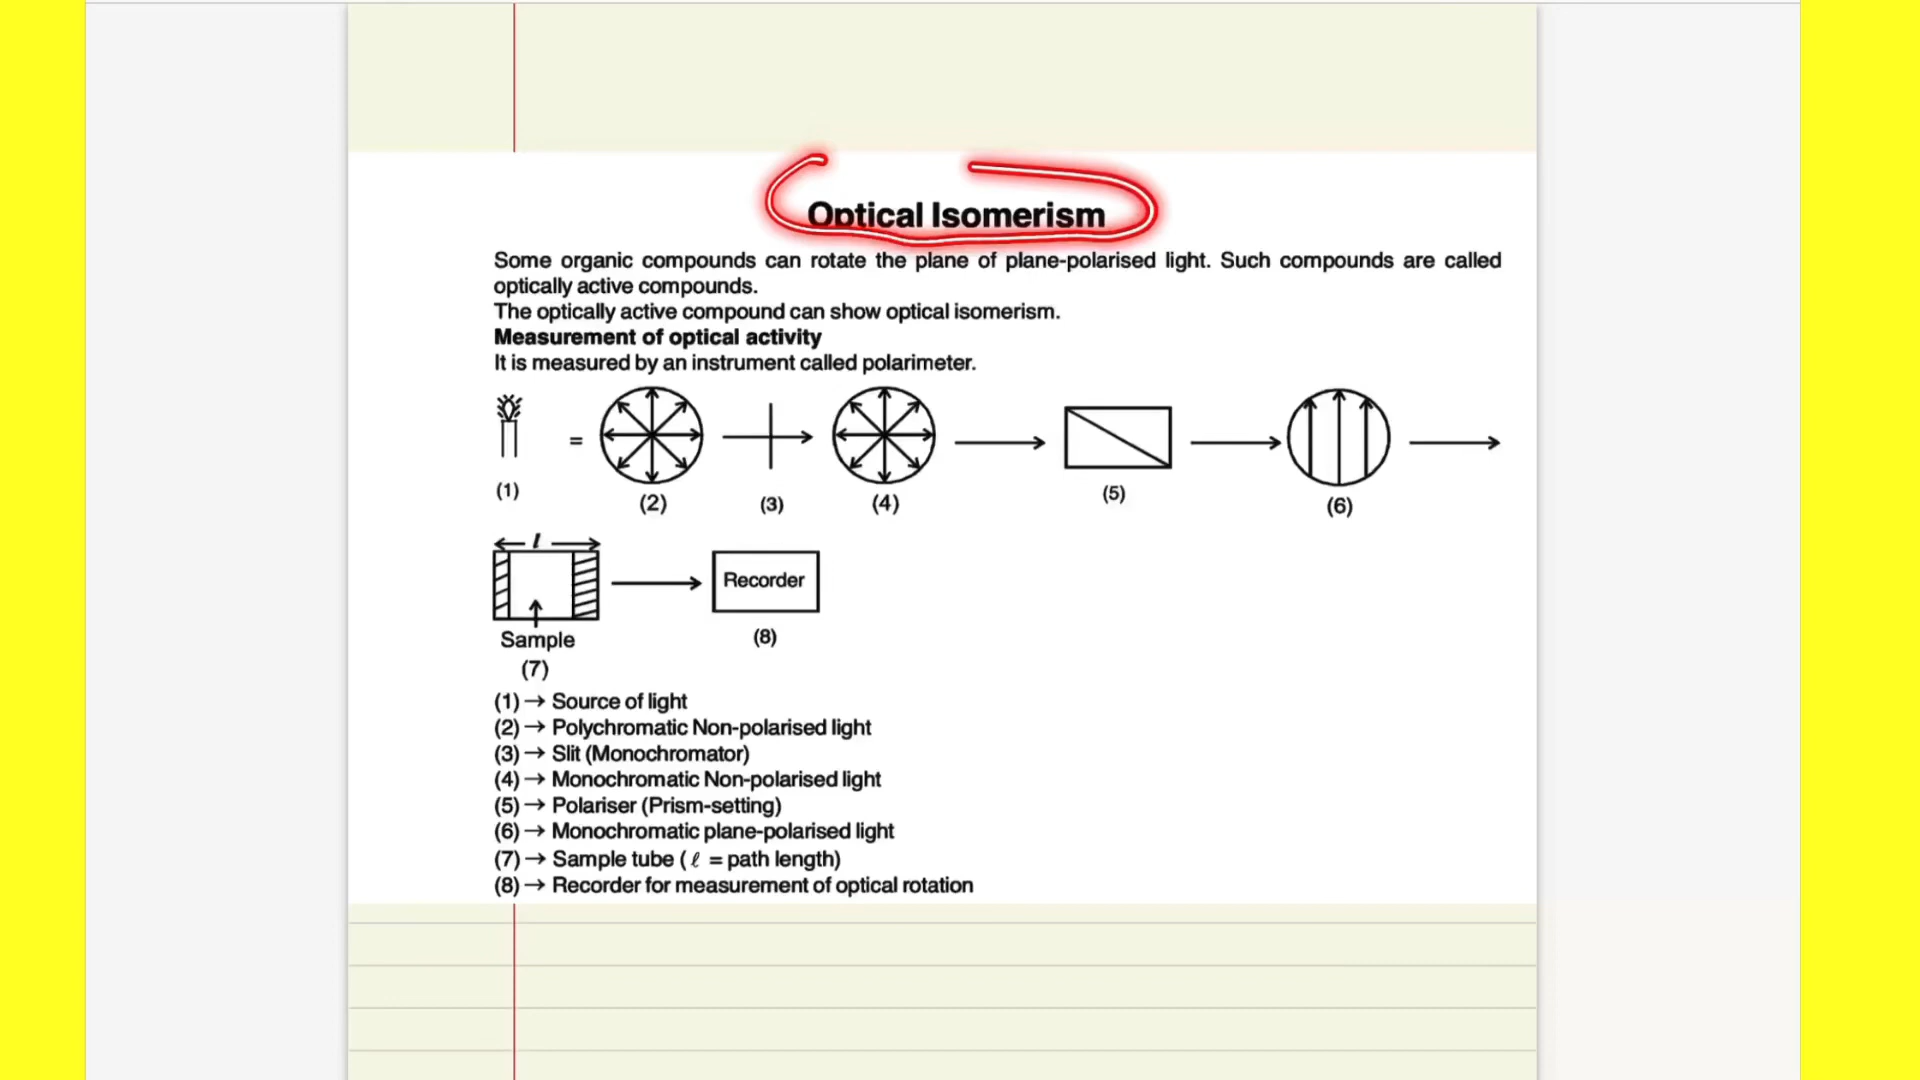 Optical Isomerism
Some organic compounds can rotate the plane of plane-polarised light. Such compounds are called
optically active compounds.
The optically active compound can show optical isomerism.
Measurement of optical activity
It is measured by an instrument called polarimeter.
=
(1)
(2)
(3)
(4)
(5)
(6)
l
Recorder
Sample
(8)
(7)
(1) → Source of light
(2) → Polychromatic Non-polarised light
(3) → Slit (Monochromator)
(4) → Monochromatic Non-polarised light
(5) → Polariser (Prism-setting)
(6) → Monochromatic plane-polarised light
(7) → Sample tube ( ℓ = path length)
(8) → Recorder for measurement of optical rotation